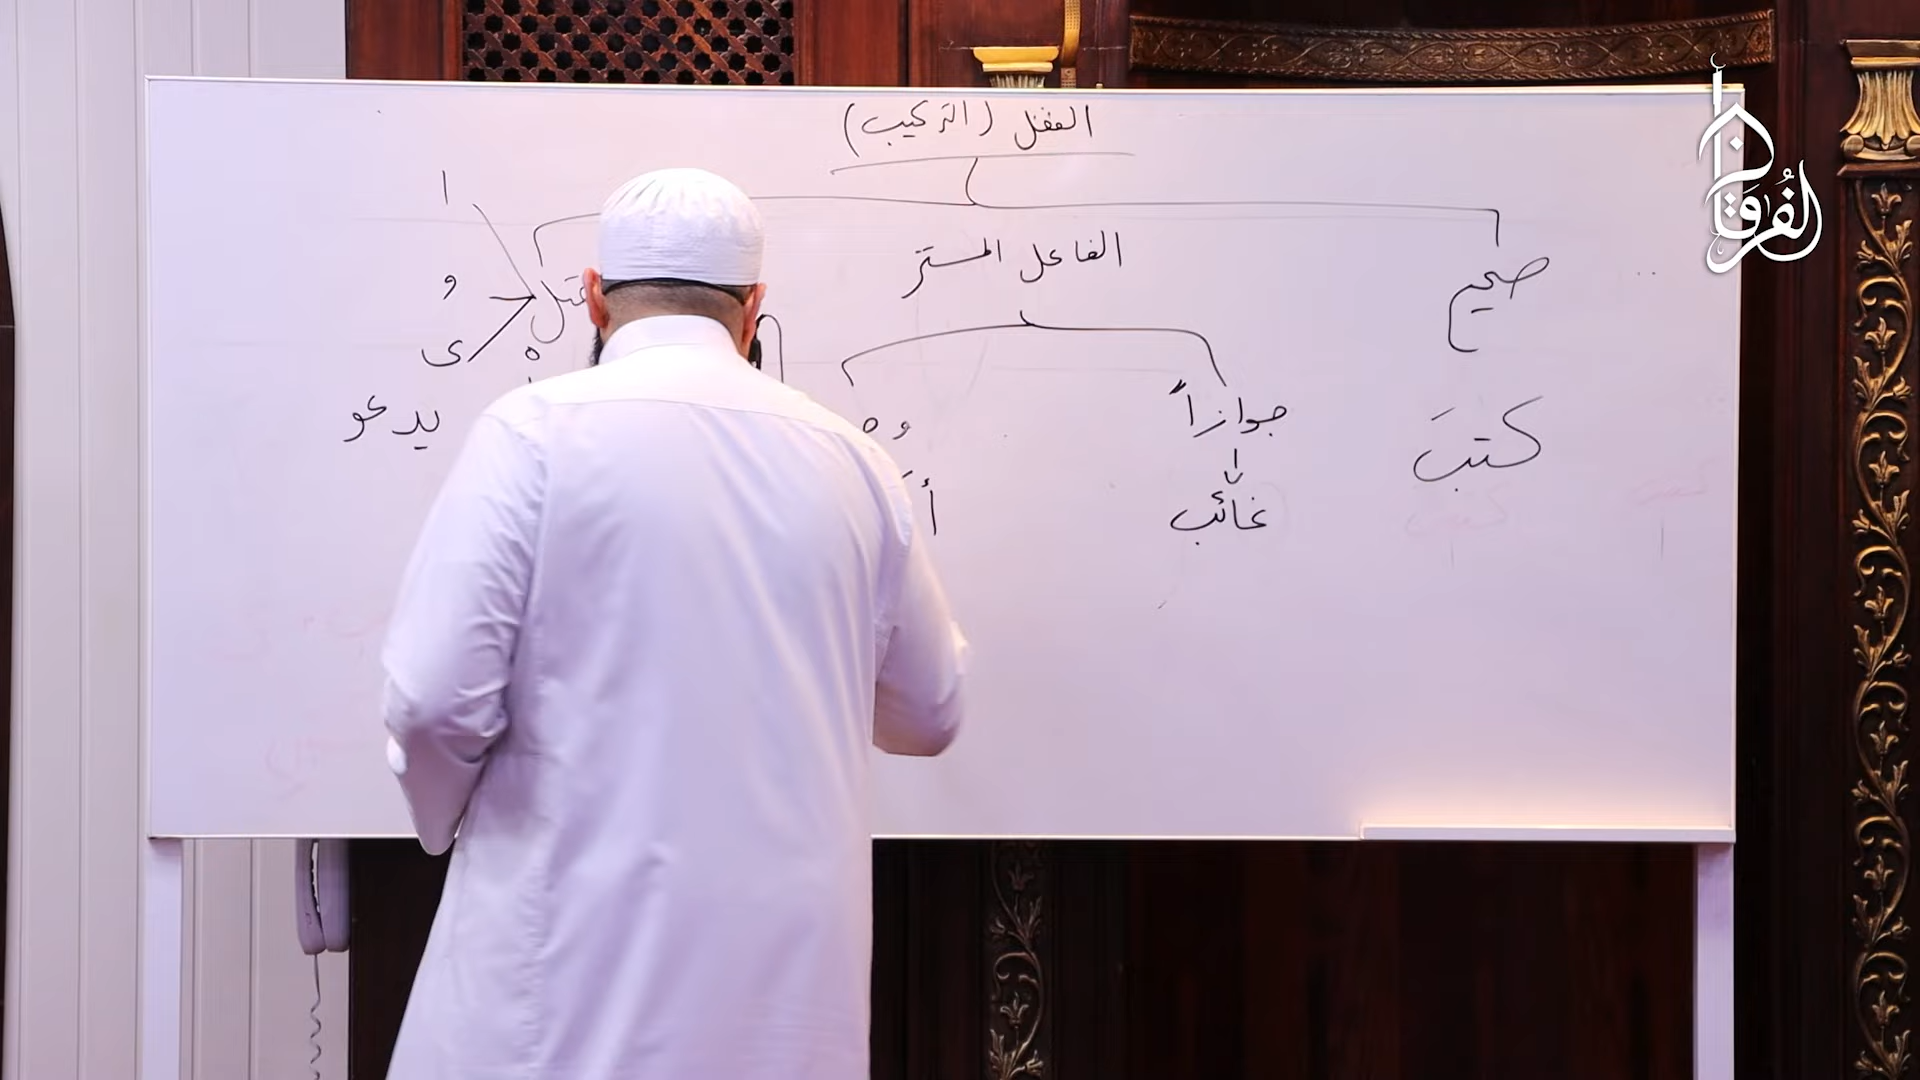 الفعل (التركيب)
ا
الفاعل المستتر
صحيح
و
ى
جوازاً
يدعو
كتبَ
غائب
الفرقان